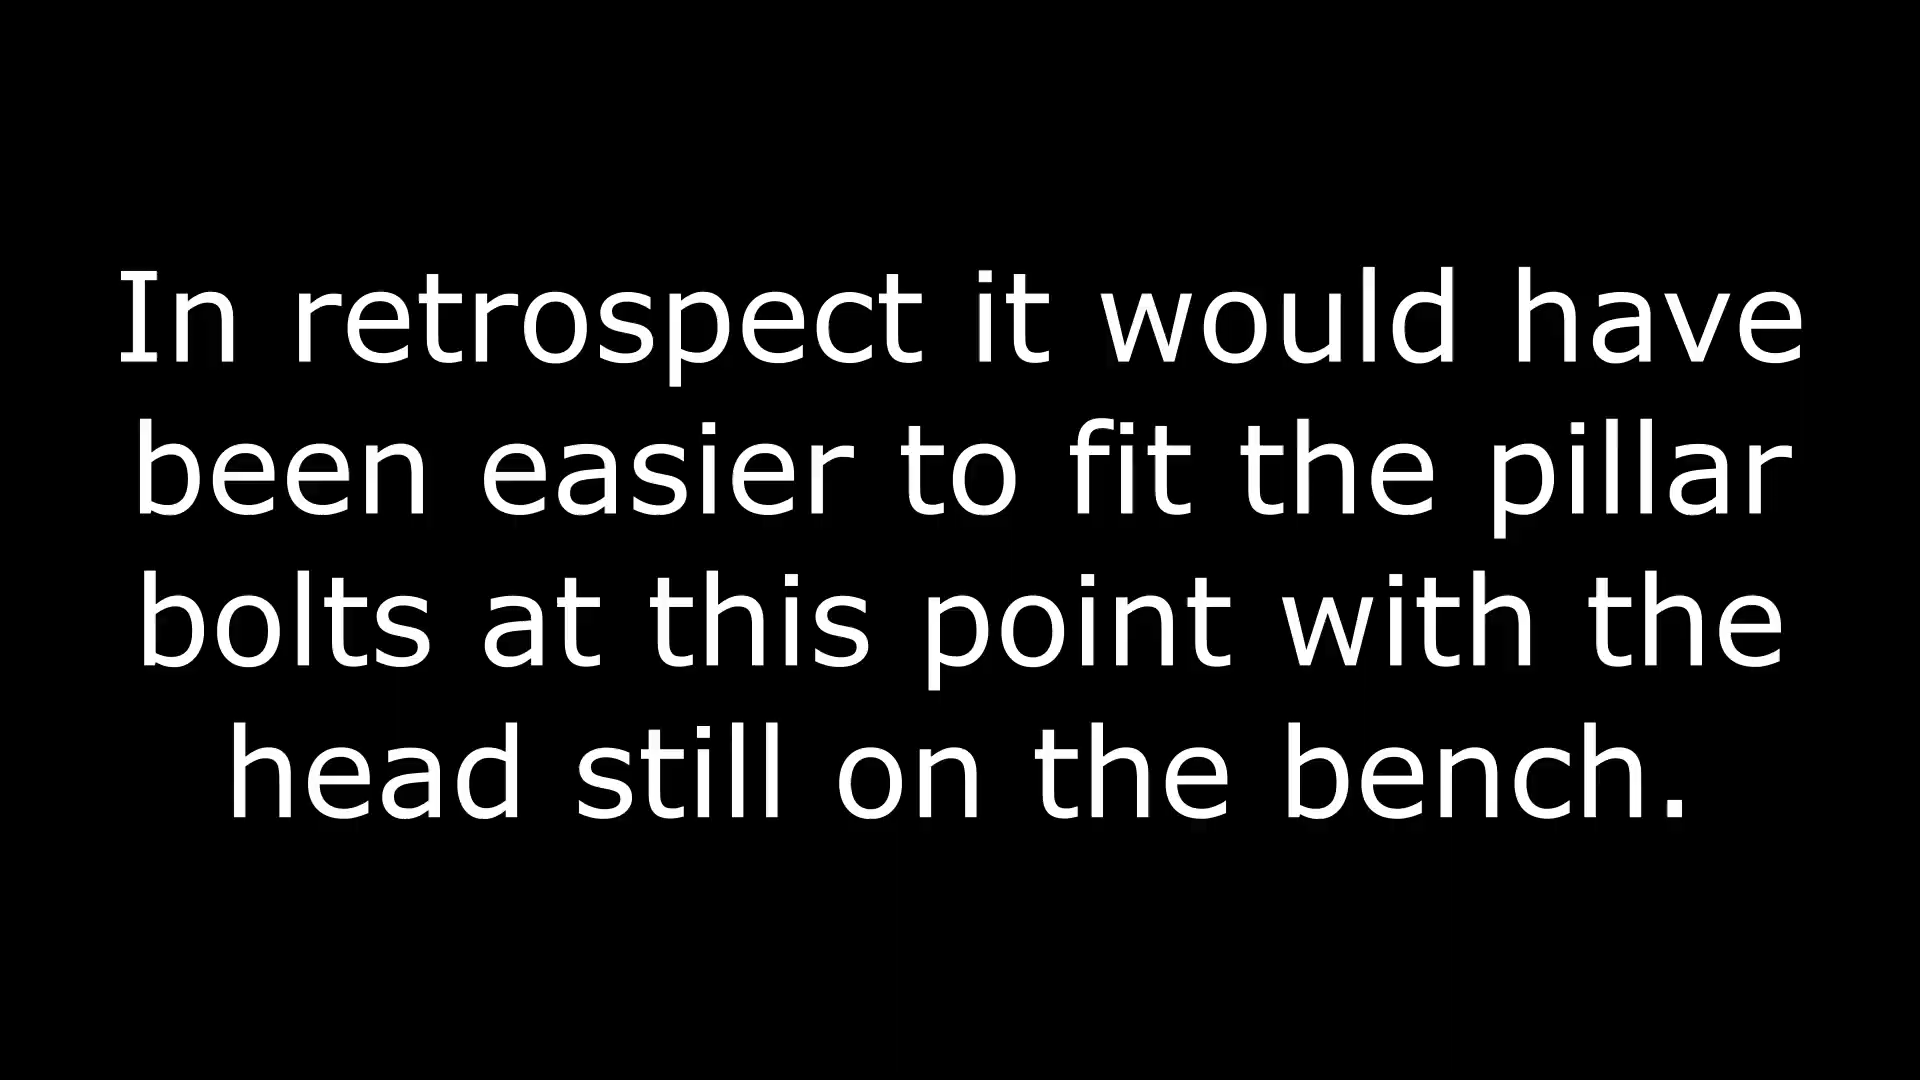 In retrospect it would have
been easier to fit the pillar
bolts at this point with the
head still on the bench.